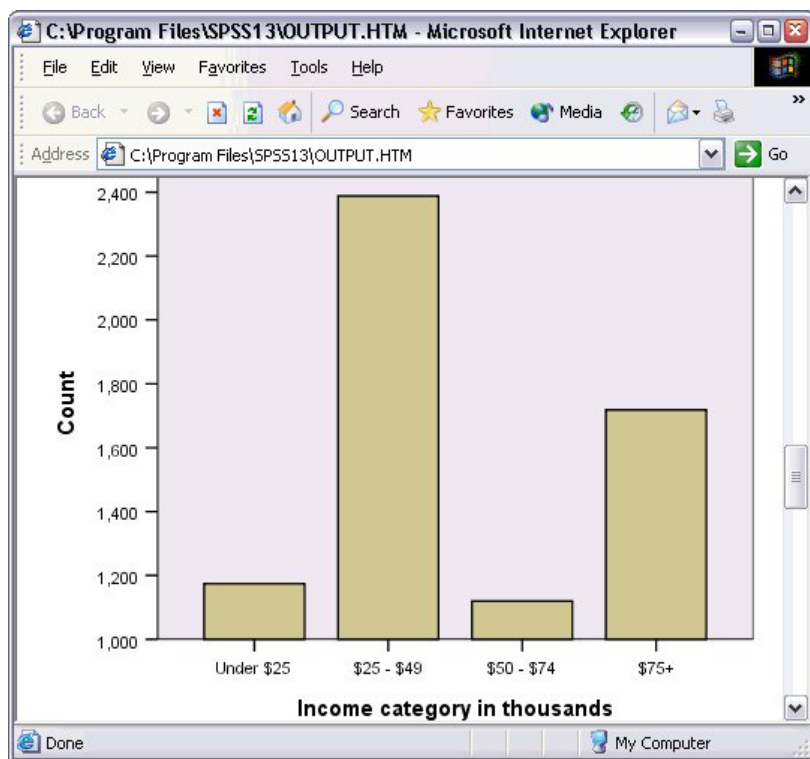 C:\Program Files\SPSS13\OUTPUT.HTM - Microsoft Internet Explorer
File Edit View Favorites Tools Help
Back Search Favorites Media »
Address C:\Program Files\SPSS13\OUTPUT.HTM Go
2,400
2,200
2,000
1,800
1,600
1,400
1,200
1,000
Count
Under $25 $25 - $49 $50 - $74 $75+
Income category in thousands
Done My Computer